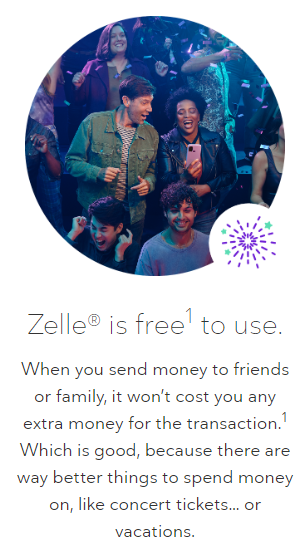 Zelle® is free¹ to use.
When you send money to friends
or family, it won’t cost you any
extra money for the transaction.¹
Which is good, because there are
way better things to spend money
on, like concert tickets... or
vacations.